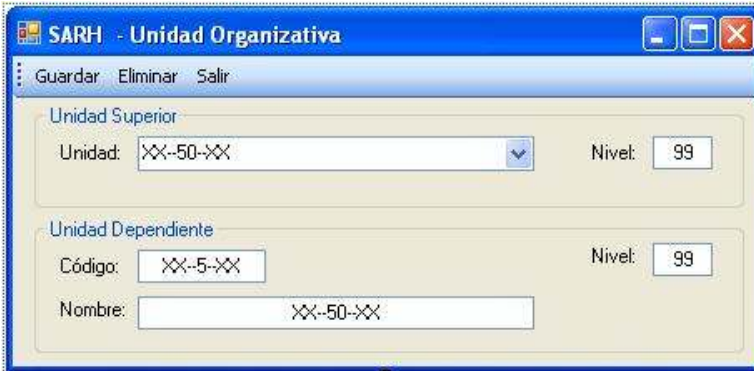 SARH - Unidad Organizativa
Guardar Eliminar Salir
Unidad Superior
Unidad: XX--50--XX Nivel: 99
Unidad Dependiente
Código: XX--5--XX Nivel: 99
Nombre: XX--50--XX